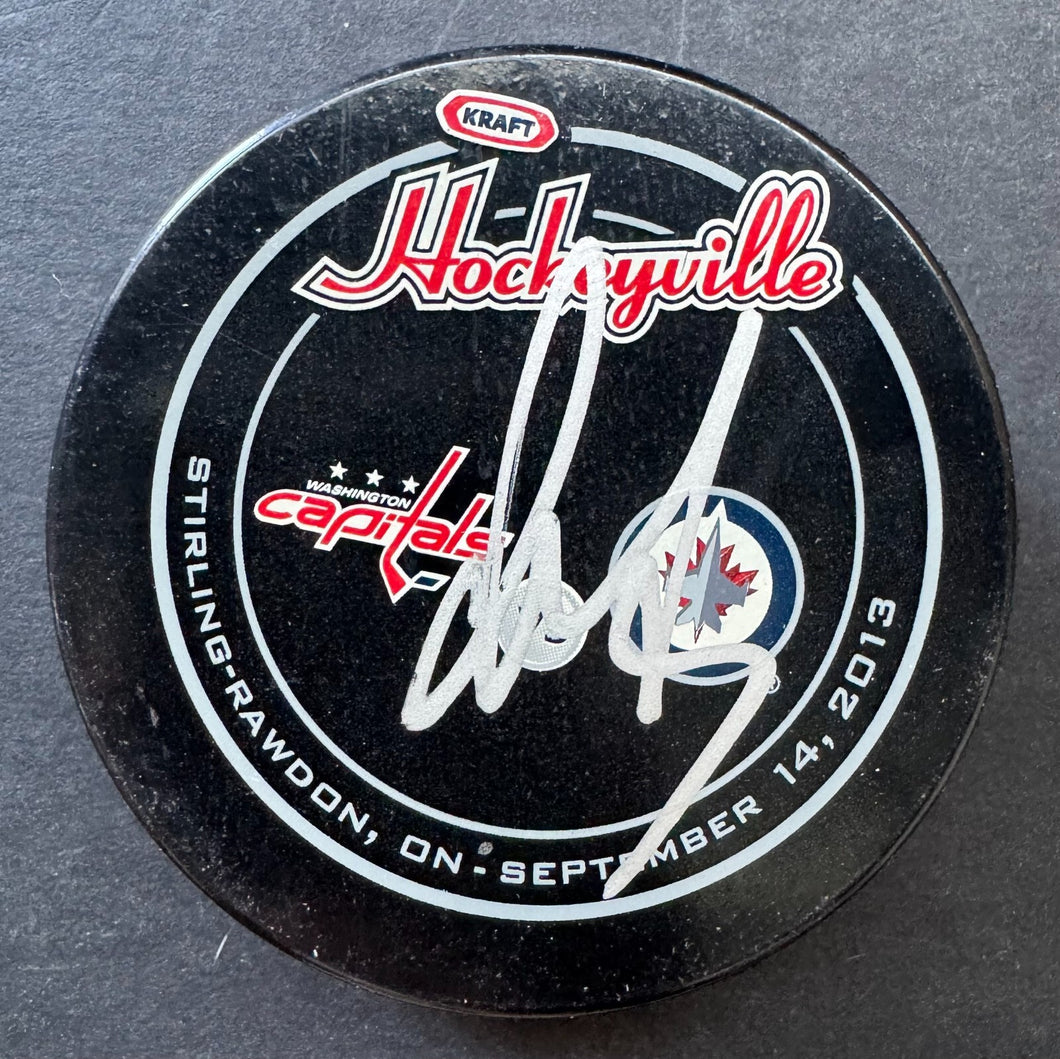 KRAFT
Hockeyville
WASHINGTON
capitals
®
STIRLING-RAWDON, ON - SEPTEMBER 14, 2013